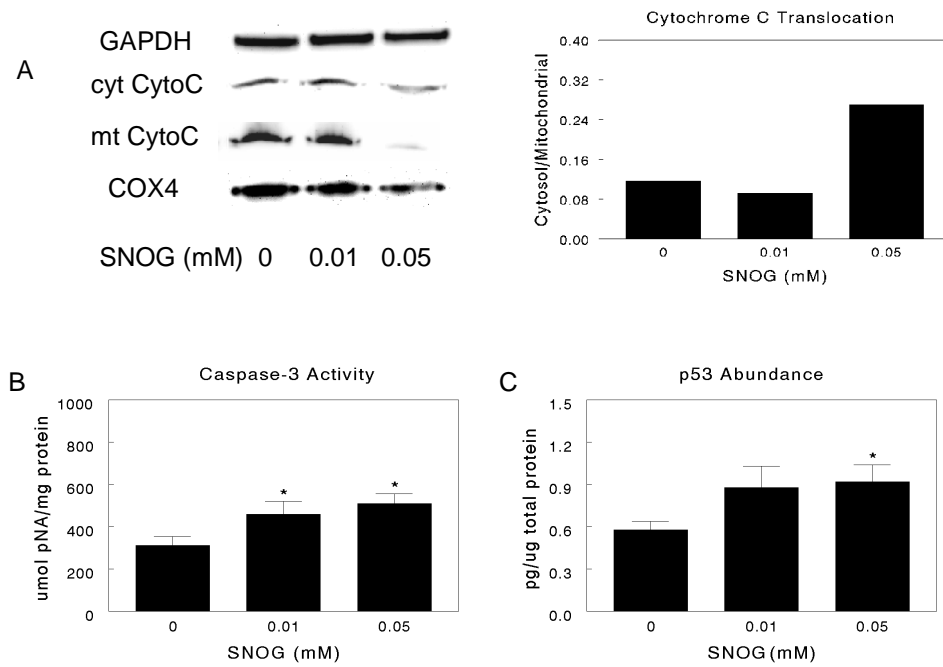 A
GAPDH
cyt CytoC
mt CytoC
COX4
SNOG (mM) 0 0.01 0.05
Cytochrome C Translocation
Cytosol/Mitochondrial
0.40
0.32
0.24
0.16
0.08
0.00
0 0.01 0.05
SNOG (mM)
B
Caspase-3 Activity
umol pNA/mg protein
1000
800
600
400
200
0
* *
0 0.01 0.05
SNOG (mM)
C
p53 Abundance
pg/ug total protein
1.5
1.2
0.9
0.6
0.3
0.0
*
0 0.01 0.05
SNOG (mM)